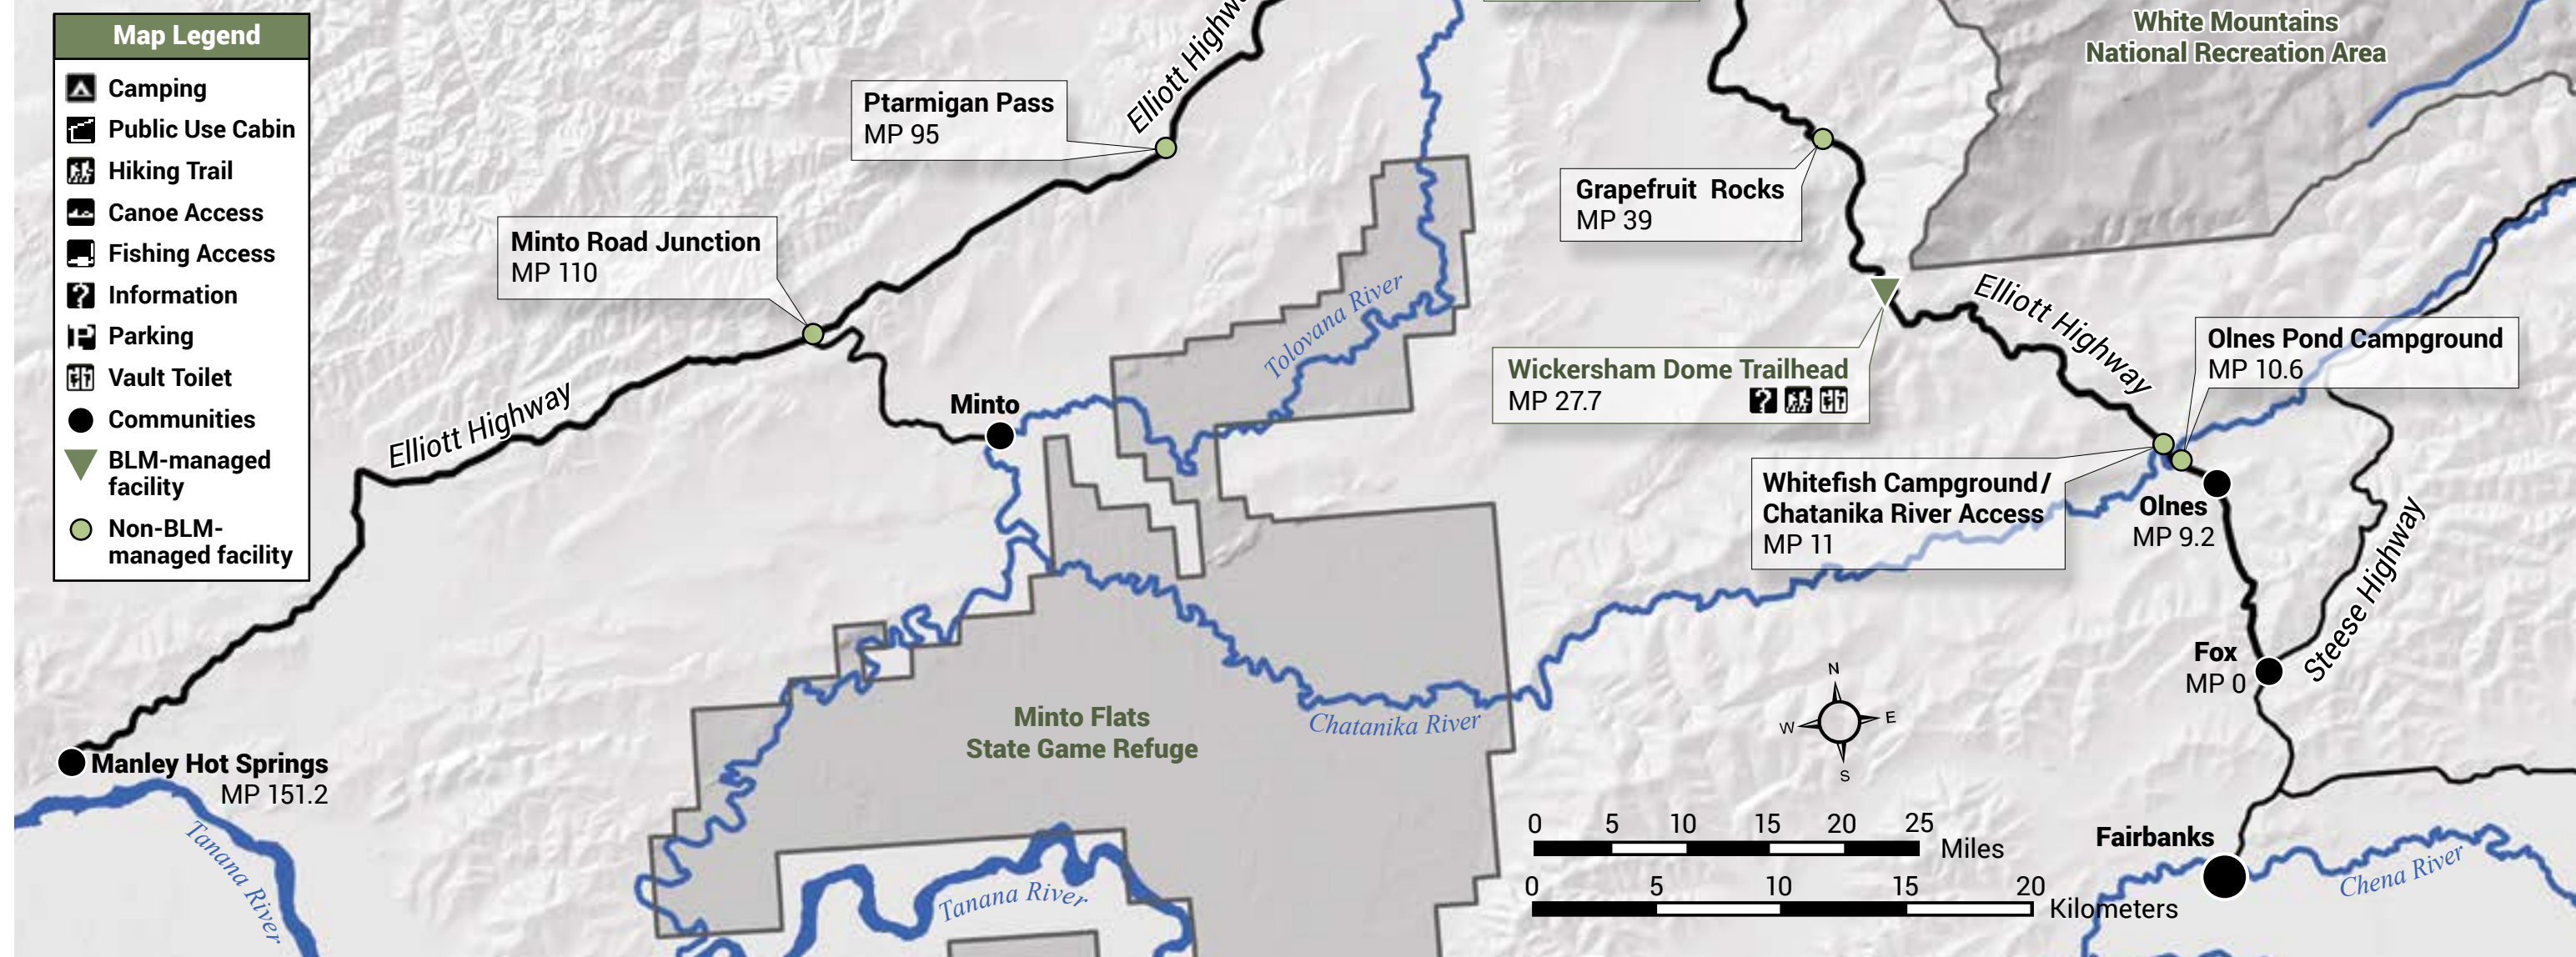 Map Legend
Camping
Public Use Cabin
Hiking Trail
Canoe Access
Fishing Access
Information
Parking
Vault Toilet
Communities
BLM-managed
facility
Non-BLM-
managed facility
Elliott Highw
Ptarmigan Pass
MP 95
Minto Road Junction
MP 110
Elliott Highway
Minto
Tolovana River
White Mountains
National Recreation Area
Grapefruit Rocks
MP 39
Elliott Highway
Wickersham Dome Trailhead
MP 27.7
Olnes Pond Campground
MP 10.6
Whitefish Campground/
Chatanika River Access
MP 11
Olnes
MP 9.2
Steese Highway
Fox
MP 0
Minto Flats
State Game Refuge
Chatanika River
N
W
E
S
Manley Hot Springs
MP 151.2
Tanana River
Tanana River
0 5 10 15 20 25
Miles
0 5 10 15 20
Kilometers
Fairbanks
Chena River